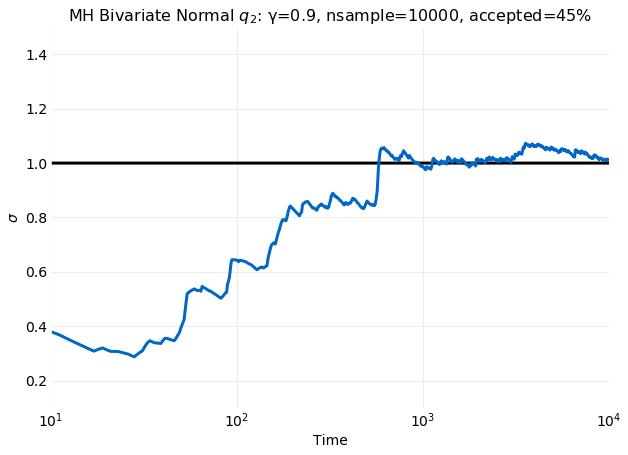 MH Bivariate Normal $q_2$: γ=0.9, nsample=10000, accepted=45%
1.4
1.2
1.0
0.8
0.6
0.4
0.2
σ
10^1 10^2 10^3 10^4
Time